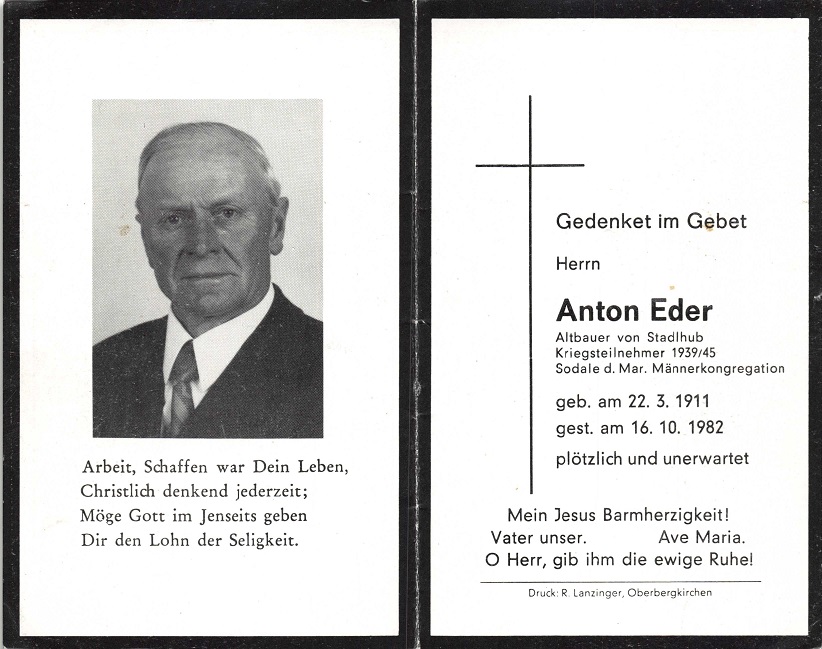 Arbeit, Schaffen war Dein Leben,
Christlich denkend jederzeit;
Möge Gott im Jenseits geben
Dir den Lohn der Seligkeit.
Gedenket im Gebet
Herrn
Anton Eder
Altbauer von Stadlhub
Kriegsteilnehmer 1939/45
Sodale d. Mar. Männerkongregation
geb. am 22. 3. 1911
gest. am 16. 10. 1982
plötzlich und unerwartet
Mein Jesus Barmherzigkeit!
Vater unser. Ave Maria.
O Herr, gib ihm die ewige Ruhe!
Druck: R. Lanzinger, Oberbergkirchen